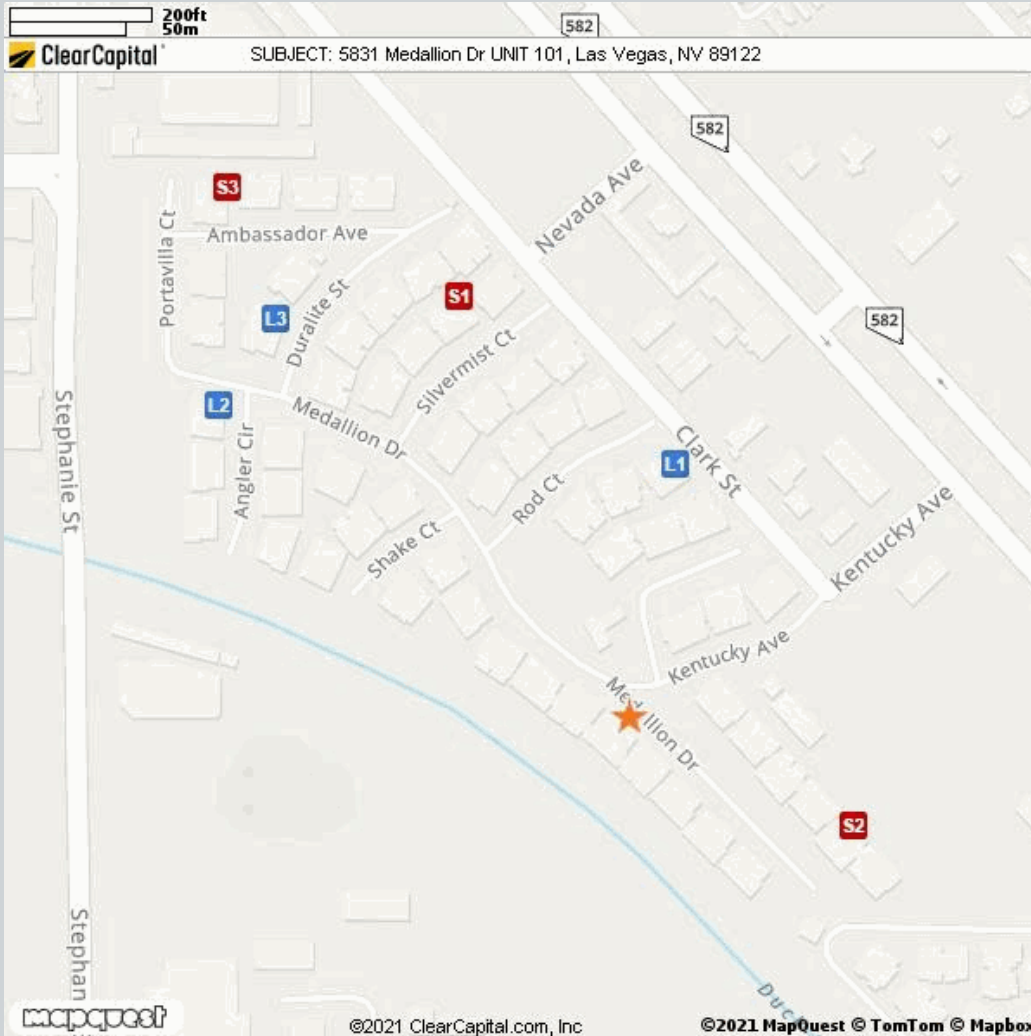 200ft
50m
582
ClearCapital
SUBJECT: 5831 Medallion Dr UNIT 101, Las Vegas, NV 89122
582
Nevada Ave
S3
Portavilla Ct
Ambassador Ave
S1
L3
Duralite St
582
Silvermist Ct
Stephanie St
L2
Medallion Dr
Angler Cir
Clark St
L1
Rod Ct
Kentucky Ave
Shake Ct
Kentucky Ave
Medallion Dr
S2
Stephan
Duck
mapquest
©2021 ClearCapital.com, Inc
©2021 MapQuest © TomTom © Mapbox